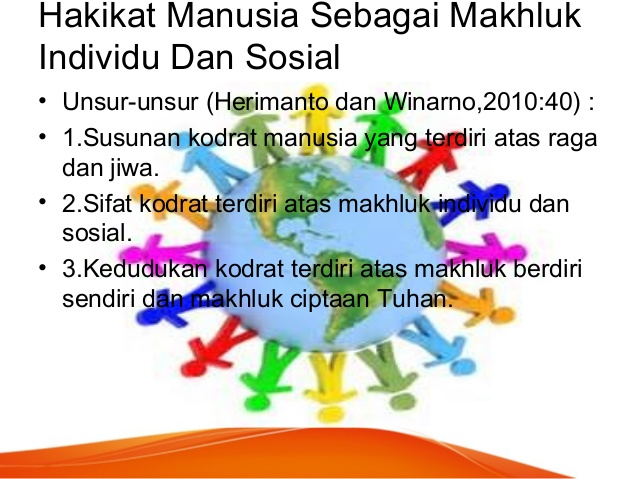 Hakikat Manusia Sebagai Makhluk
Individu Dan Sosial
• Unsur-unsur (Herimanto dan Winarno,2010:40) :
• 1.Susunan kodrat manusia yang terdiri atas raga
dan jiwa.
• 2.Sifat kodrat terdiri atas makhluk individu dan
sosial.
• 3.Kedudukan kodrat terdiri atas makhluk berdiri
sendiri dan makhluk ciptaan Tuhan.